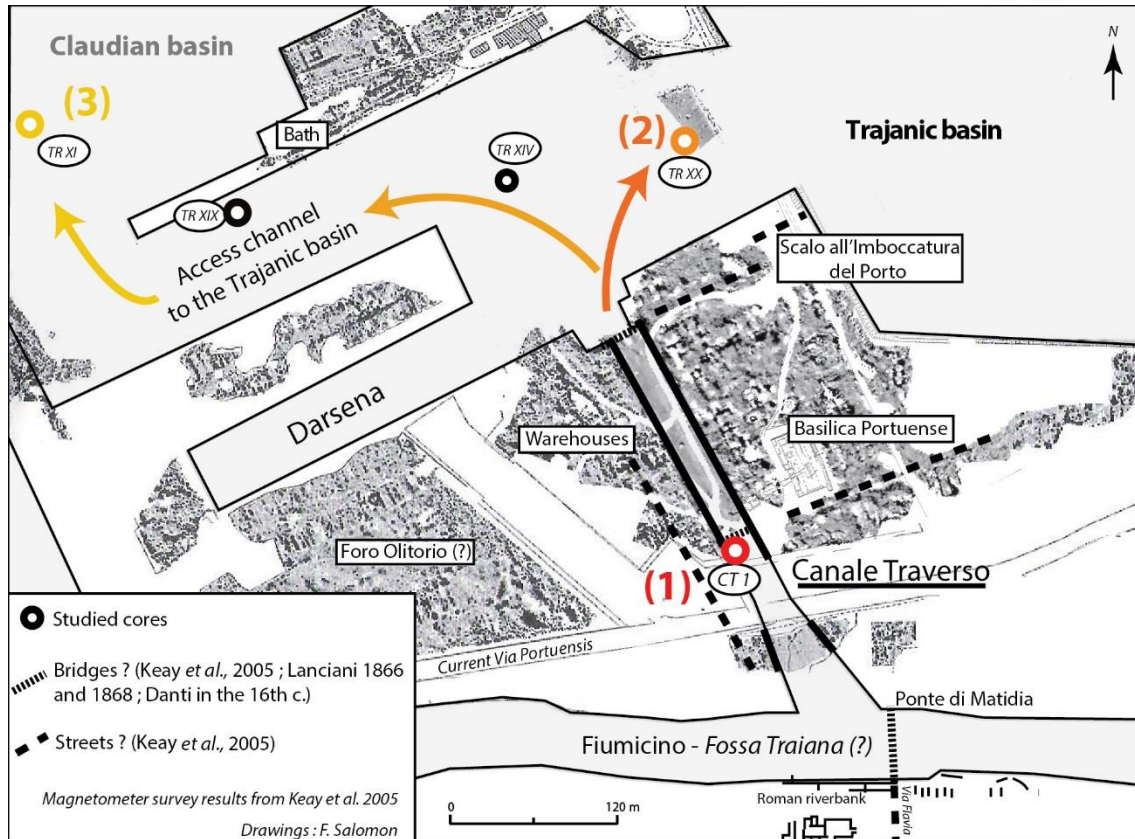 Claudian basin
N
(3)
Bath
(2)
Trajanic basin
TR XI
TR XIV
TR XX
TR XIX
Access channel
to the Trajanic basin
Scalo all'Imboccatura
del Porto
Darsena
Warehouses
Basilica Portuense
Foro Olitorio (?)
(1)
CT 1
Canale Traverso
Current Via Portuensis
Ponte di Matidia
Fiumicino - Fossa Traiana (?)
Roman riverbank
Via Flavia
Studied cores
Bridges ? (Keay et al., 2005 ; Lanciani 1866
and 1868 ; Danti in the 16th c.)
Streets ? (Keay et al., 2005)
Magnetometer survey results from Keay et al. 2005
Drawings : F. Salomon
0
120 m